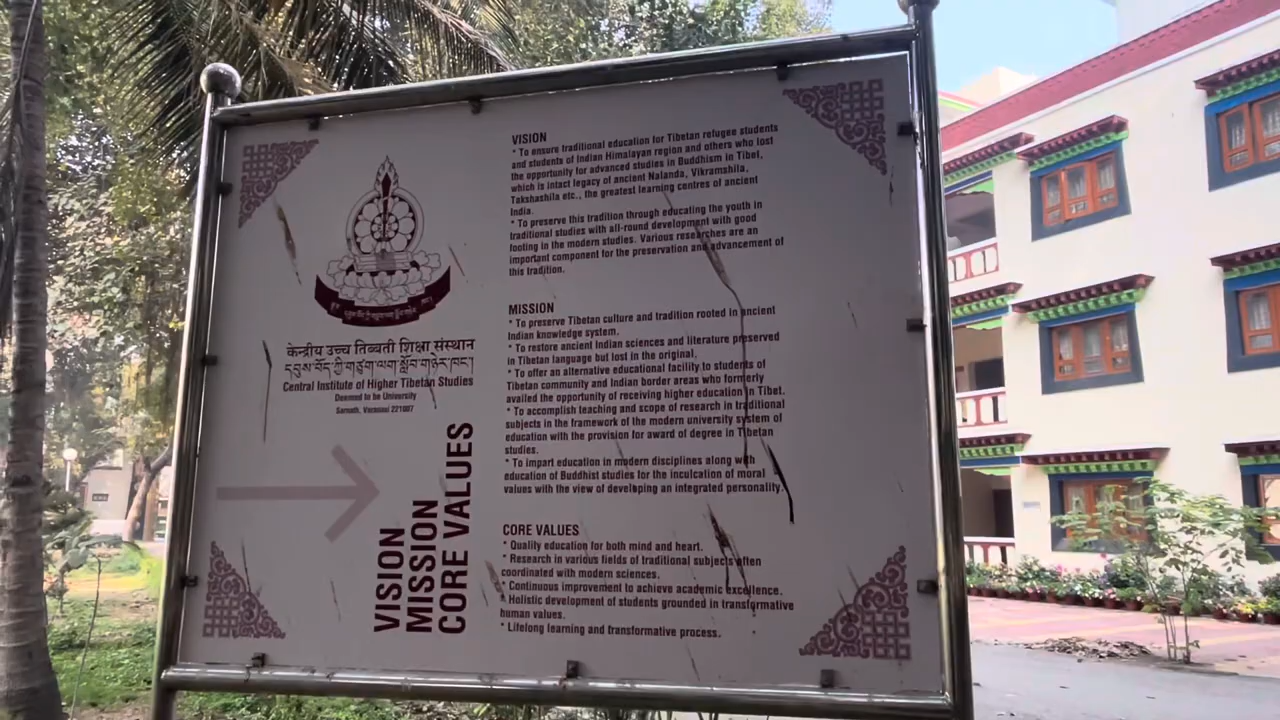 केन्द्रीय उच्च तिब्बती शिक्षा संस्थान
དབུས་བོད་ཀྱི་གཙུག་ལག་སློབ་གཉེར་ཁང་།
Central Institute of Higher Tibetan Studies
Deemed to be University
Sarnath, Varanasi 221007
VISION
MISSION
CORE VALUES
VISION
* To ensure traditional education for Tibetan refugee students
and students of Indian Himalayan region and others who lost
the opportunity for advanced studies in Buddhism in Tibet,
which is intact legacy of ancient Nalanda, Vikramshila,
Takshashila etc., the greatest learning centres of ancient
India.
* To preserve this tradition through educating the youth in
traditional studies with all-round development with good
footing in the modern studies. Various researches are an
important component for the preservation and advancement of
this tradition.
MISSION
* To preserve Tibetan culture and tradition rooted in ancient
Indian knowledge system.
* To restore ancient Indian sciences and literature preserved
in Tibetan language but lost in the original.
* To offer an alternative educational facility to students of
Tibetan community and Indian border areas who formerly
availed the opportunity of receiving higher education in Tibet.
* To accomplish teaching and scope of research in traditional
subjects in the framework of the modern university system of
education with the provision for award of degree in Tibetan
studies.
* To impart education in modern disciplines along with
education of Buddhist studies for the inculcation of moral
values with the view of developing an integrated personality.
CORE VALUES
* Quality education for both mind and heart.
* Research in various fields of traditional subjects often
coordinated with modern sciences.
* Continuous improvement to achieve academic excellence.
* Holistic development of students grounded in transformative
human values.
* Lifelong learning and transformative process.